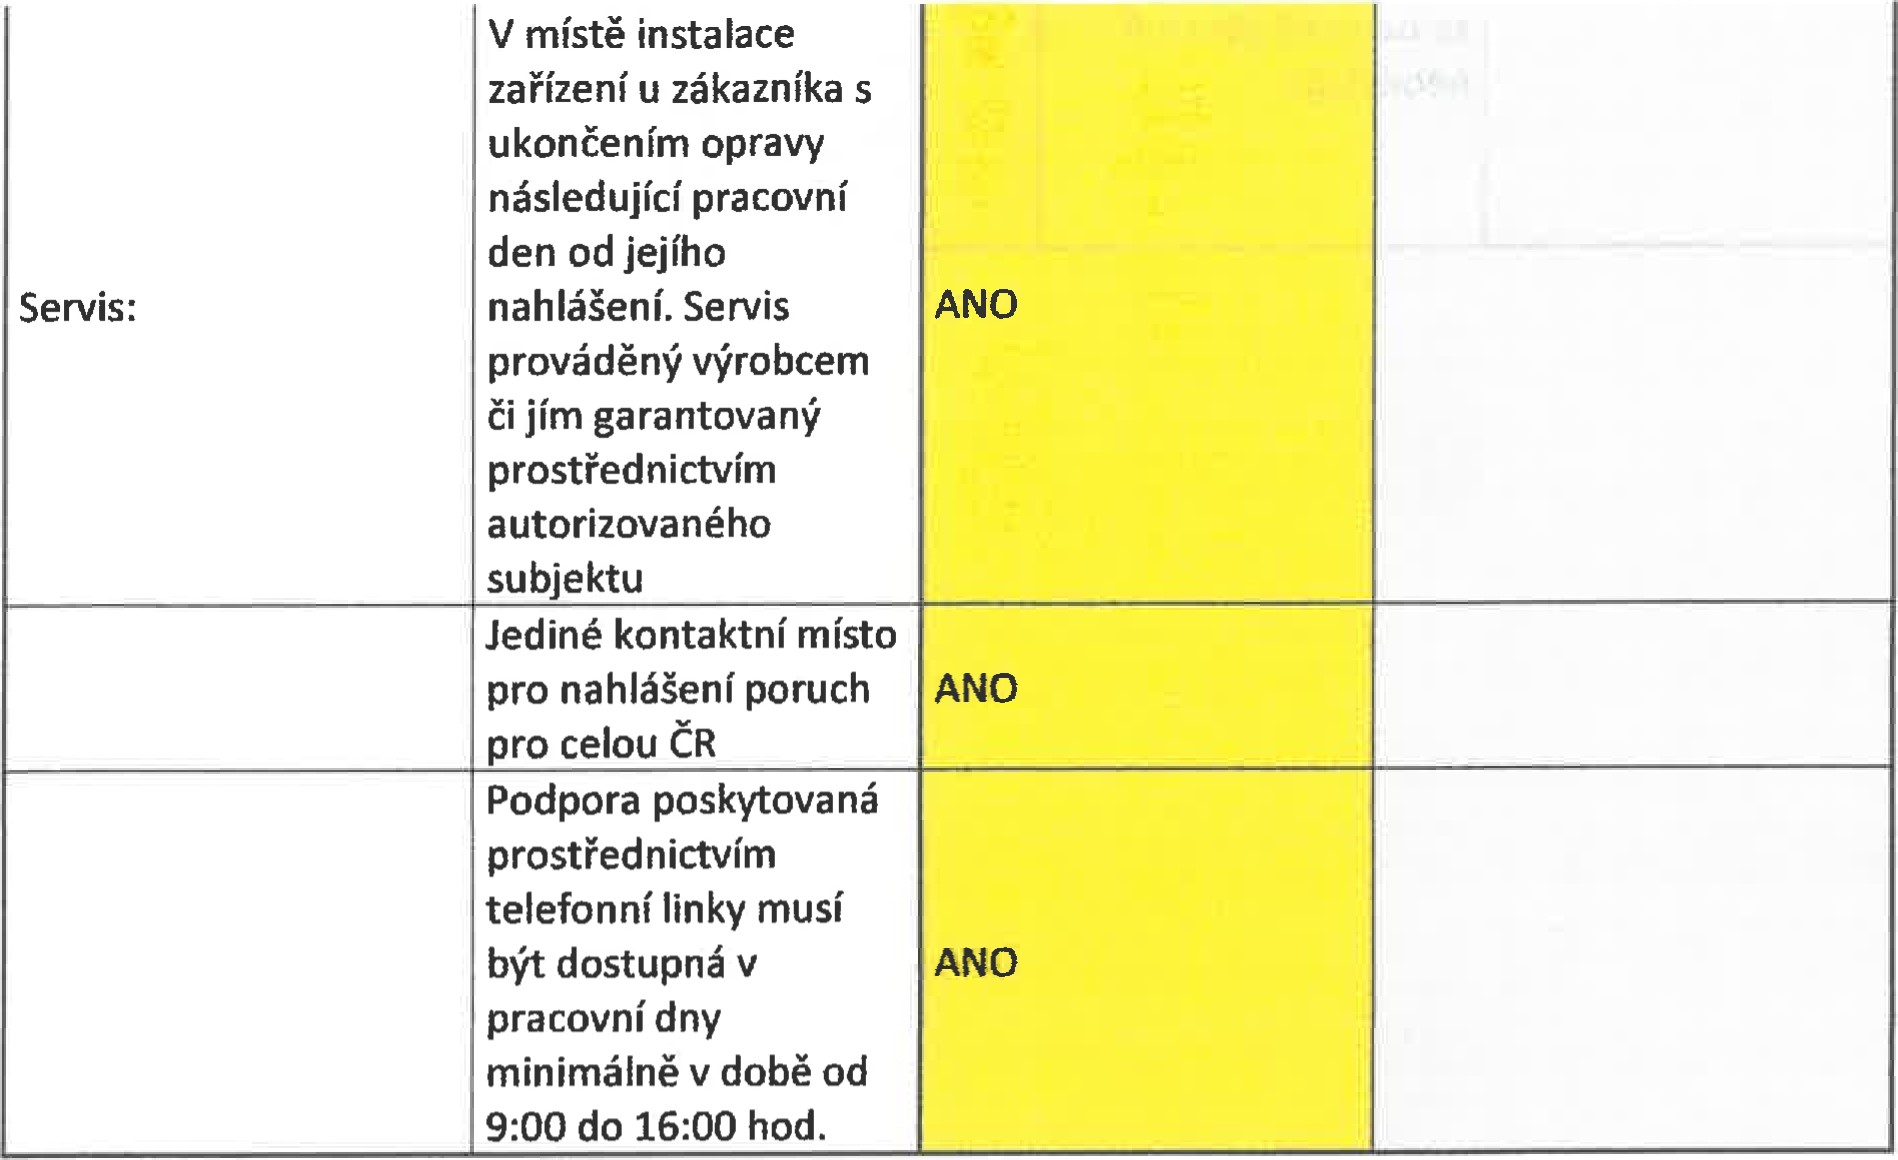 Servis:
V místě instalace
zařízení u zákazníka s
ukončením opravy
následující pracovní
den od jejího
nahlášení. Servis
prováděný výrobcem
či jím garantovaný
prostřednictvím
autorizovaného
subjektu
ANO
Jediné kontaktní místo
pro nahlášení poruch
pro celou ČR
ANO
Podpora poskytovaná
prostřednictvím
telefonní linky musí
být dostupná v
pracovní dny
minimálně v době od
9:00 do 16:00 hod.
ANO